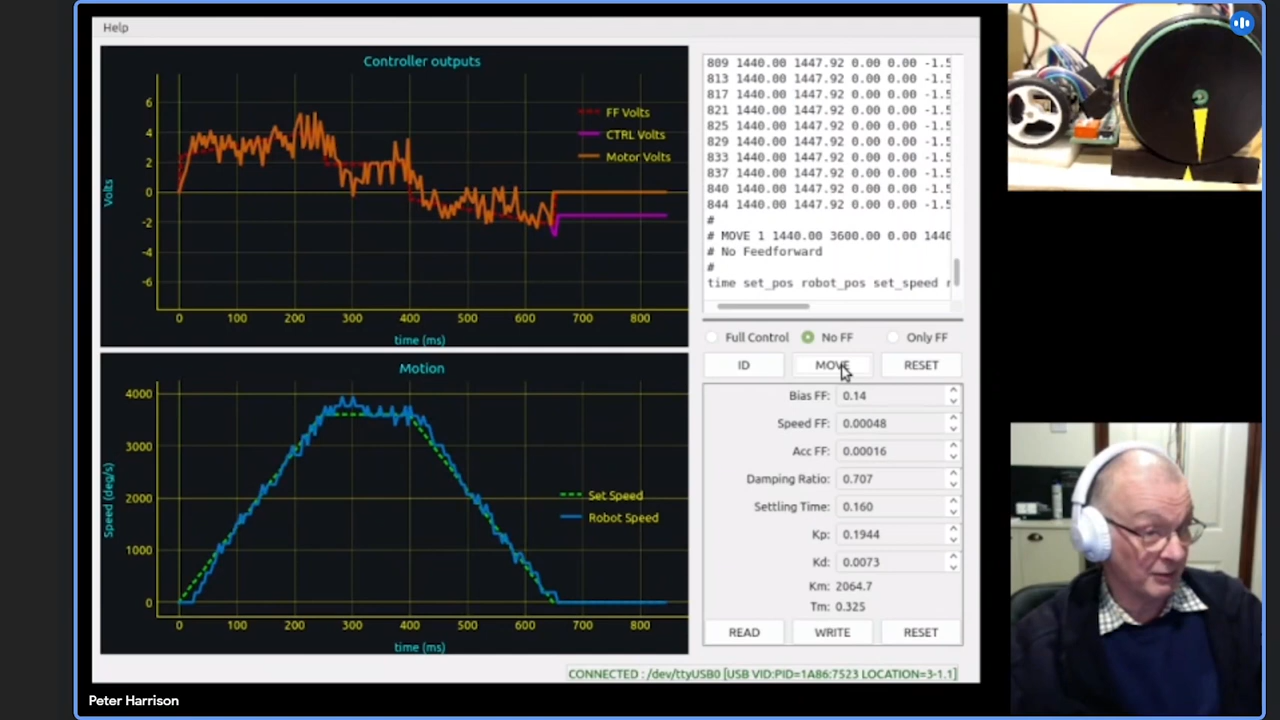 Help
Controller outputs
FF Volts
CTRL Volts
Motor Volts
6
4
2
0
-2
-4
-6
Volts
0 100 200 300 400 500 600 700 800
time (ms)
Motion
4000
3000
2000
1000
0
Speed (deg/s)
Set Speed
Robot Speed
0 100 200 300 400 500 600 700 800
time (ms)
809 1440.00 1447.92 0.00 0.00 -1.5
813 1440.00 1447.92 0.00 0.00 -1.5
817 1440.00 1447.92 0.00 0.00 -1.5
821 1440.00 1447.92 0.00 0.00 -1.5
825 1440.00 1447.92 0.00 0.00 -1.5
829 1440.00 1447.92 0.00 0.00 -1.5
833 1440.00 1447.92 0.00 0.00 -1.5
837 1440.00 1447.92 0.00 0.00 -1.5
840 1440.00 1447.92 0.00 0.00 -1.5
844 1440.00 1447.92 0.00 0.00 -1.5
#
# MOVE 1 1440.00 3600.00 0.00 1440
# No Feedforward
#
time set_pos robot_pos set_speed
Full Control No FF Only FF
ID MOVE RESET
Bias FF: 0.14
Speed FF: 0.00048
Acc FF: 0.00016
Damping Ratio: 0.707
Settling Time: 0.160
Kp: 0.1944
Kd: 0.0073
Km: 2064.7
Tm: 0.325
READ WRITE RESET
CONNECTED : /dev/ttyUSB0 [USB VID:PID=1A86:7523 LOCATION=3-1.1]
Peter Harrison